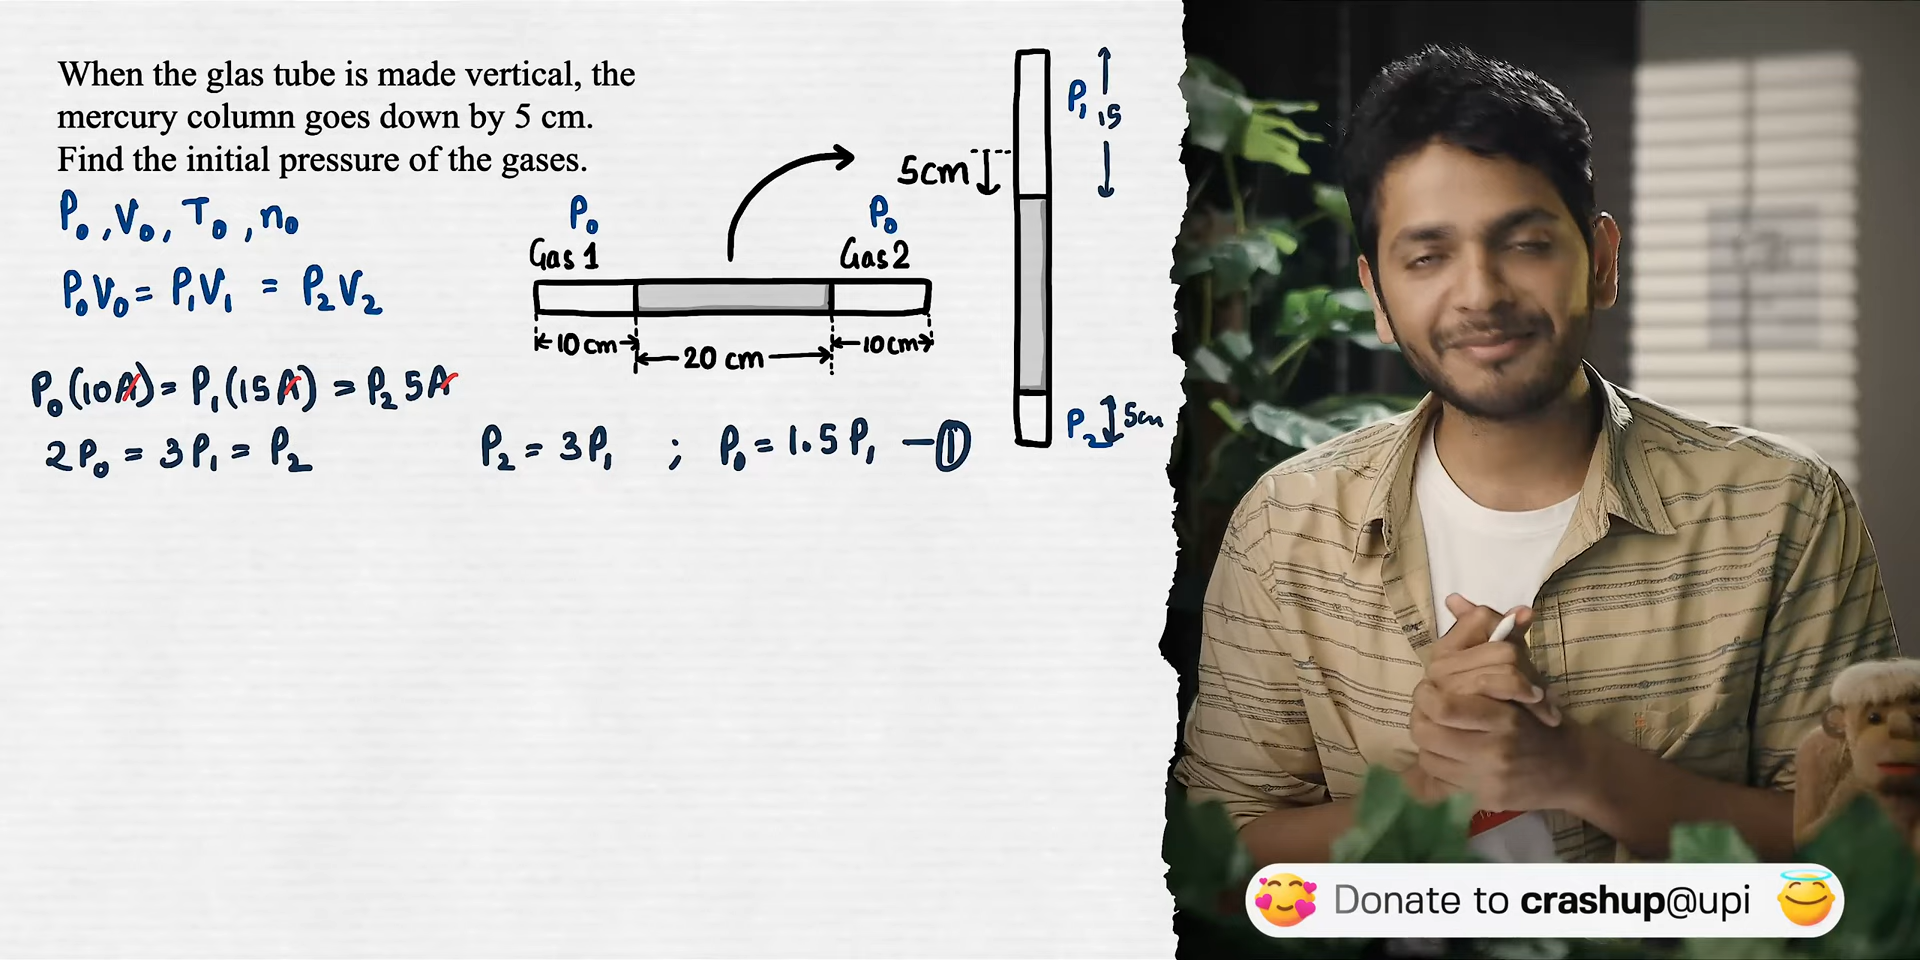 When the glas tube is made vertical, the
mercury column goes down by 5 cm.
Find the initial pressure of the gases.
P₀, V₀, T₀, n₀
P₀V₀ = P₁V₁ = P₂V₂
P₀(10A) = P₁(15A) = P₂ 5A
2P₀ = 3P₁ = P₂
P₂ = 3P₁ ; P₀ = 1.5 P₁ — ①
P₀ P₀
Gas 1 Gas 2
10 cm 20 cm 10 cm
5cm
P₁ 15
P₂ 5cm
Donate to crashup@upi